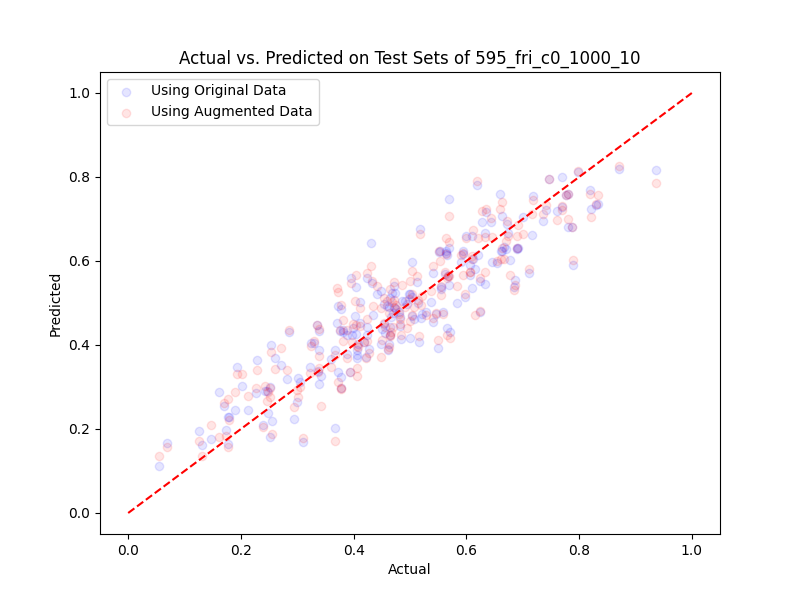 Actual vs. Predicted on Test Sets of 595_fri_c0_1000_10
Using Original Data
Using Augmented Data
1.0
0.8
0.6
0.4
0.2
0.0
Predicted
0.0 0.2 0.4 0.6 0.8 1.0
Actual